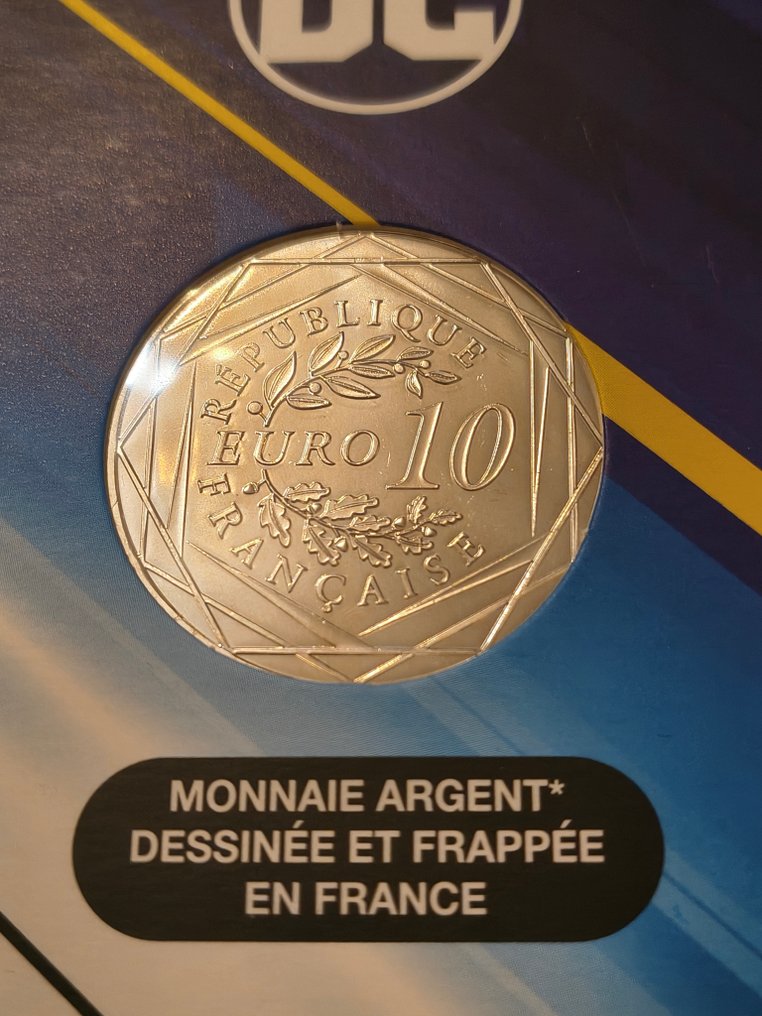 DC
RÉPUBLIQUE
EURO 10
FRANÇAISE
MONNAIE ARGENT*
DESSINÉE ET FRAPPÉE
EN FRANCE